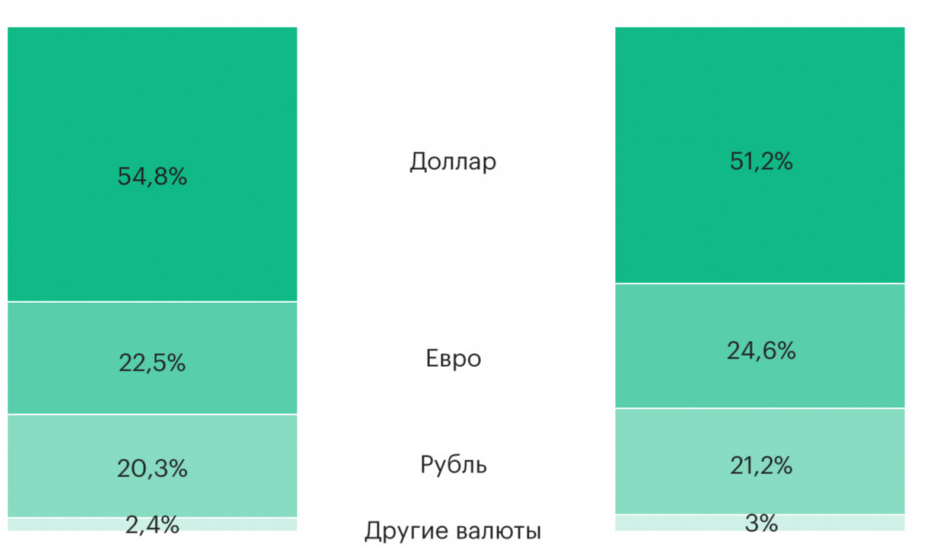 54,8% Доллар 51,2%
22,5% Евро 24,6%
20,3% Рубль 21,2%
2,4% Другие валюты 3%